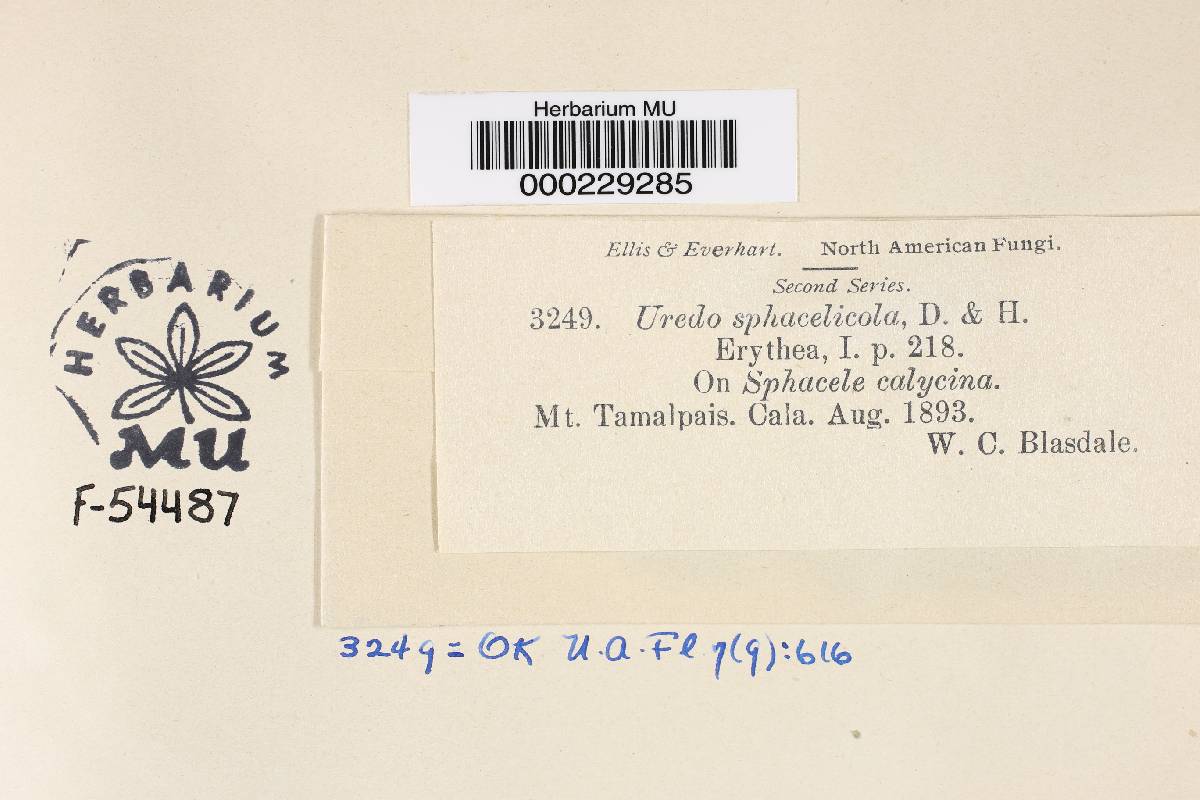 Herbarium MU
000229285
HERBARIUM
MU
F-54487
Ellis & Everhart. North American Fungi.
Second Series.
3249. Uredo sphacelicola, D. & H.
Erythea, I. p. 218.
On Sphacele calycina.
Mt. Tamalpais. Cala. Aug. 1893.
W. C. Blasdale.
3249 = OK N.A.Fl 7(9):616